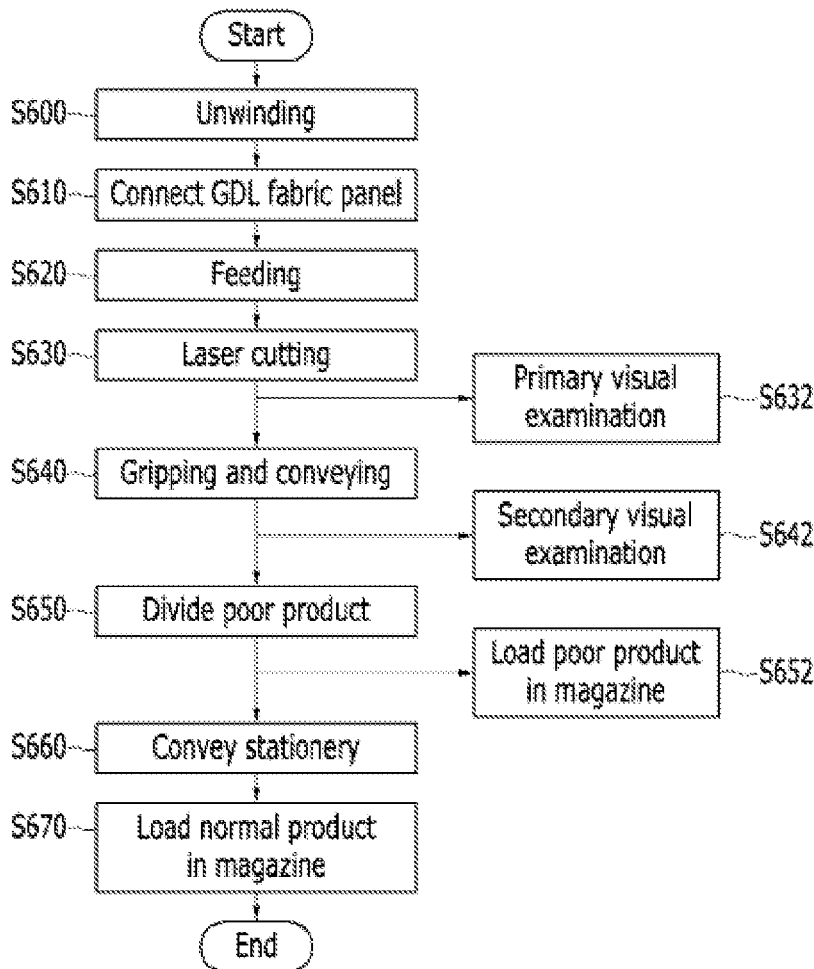 Start
S600
Unwinding
S610
Connect GDL fabric panel
S620
Feeding
S630
Laser cutting
Primary visual
examination
S632
S640
Gripping and conveying
Secondary visual
examination
S642
S650
Divide poor product
Load poor product
in magazine
S652
S660
Convey stationery
S670
Load normal product
in magazine
End